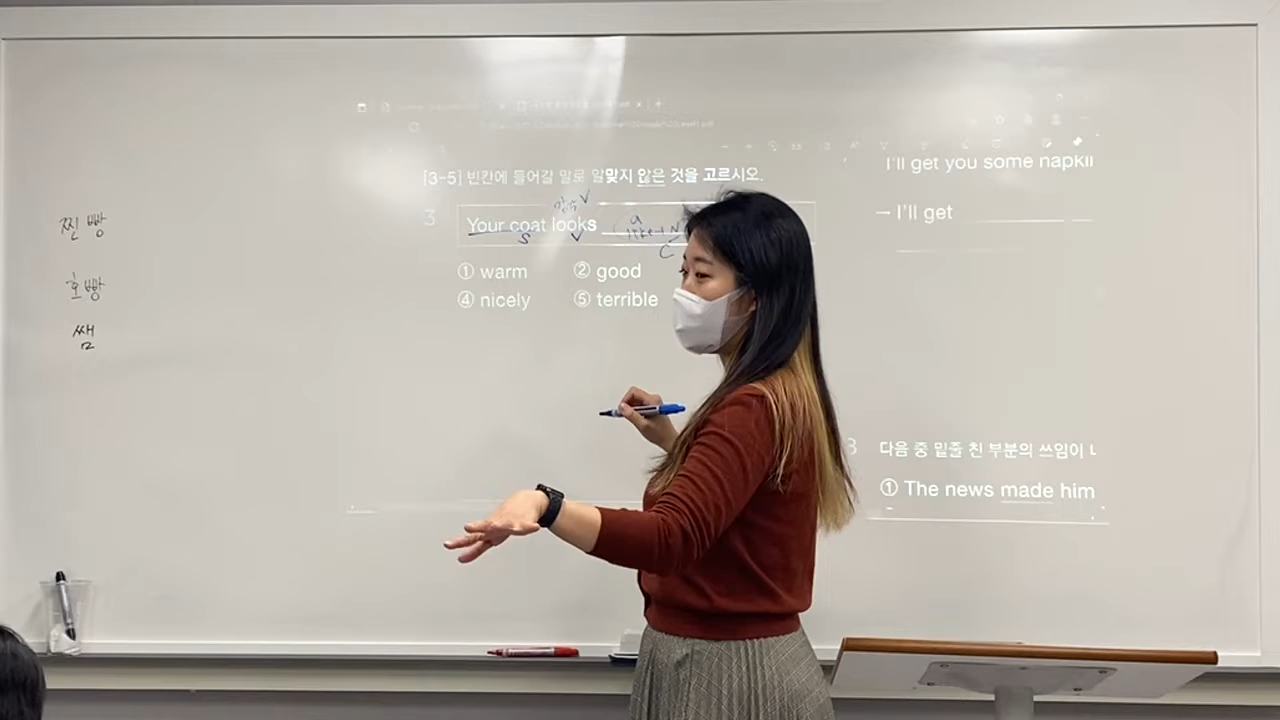 찐빵
호빵
쌤
[3-5] 빈칸에 들어갈 말로 알맞지 않은 것을 고르시오.
3
Your coat looks
S V
C
① warm ② good
④ nicely ⑤ terrible
I'll get you some napkii
→ I'll get
8 다음 중 밑줄 친 부분의 쓰임이 나
① The news made him